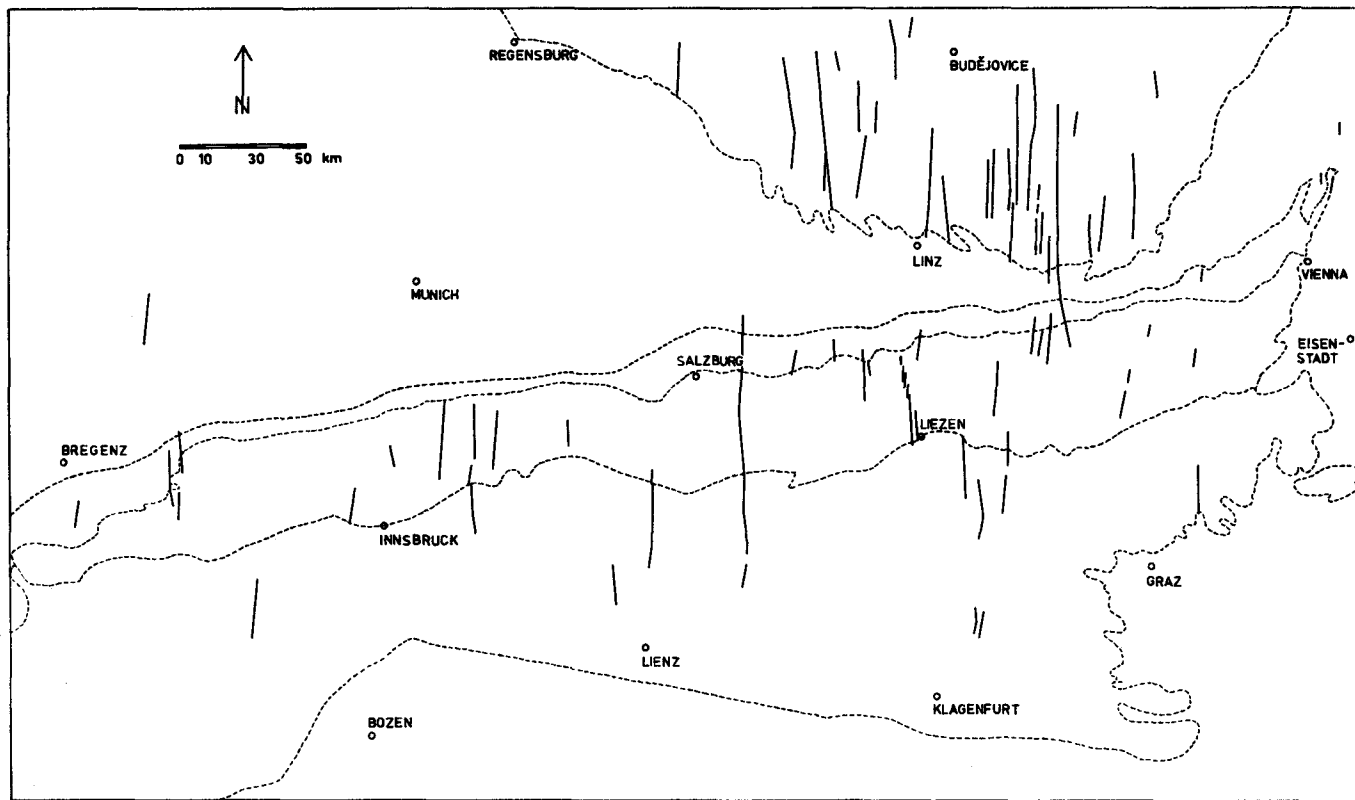 REGENSBURG
BUDĚJOVICE
N
0 10 30 50 km
LINZ
VIENNA
MUNICH
EISEN-
STADT
SALZBURG
LIEZEN
BREGENZ
INNSBRUCK
GRAZ
LIENZ
KLAGENFURT
BOZEN